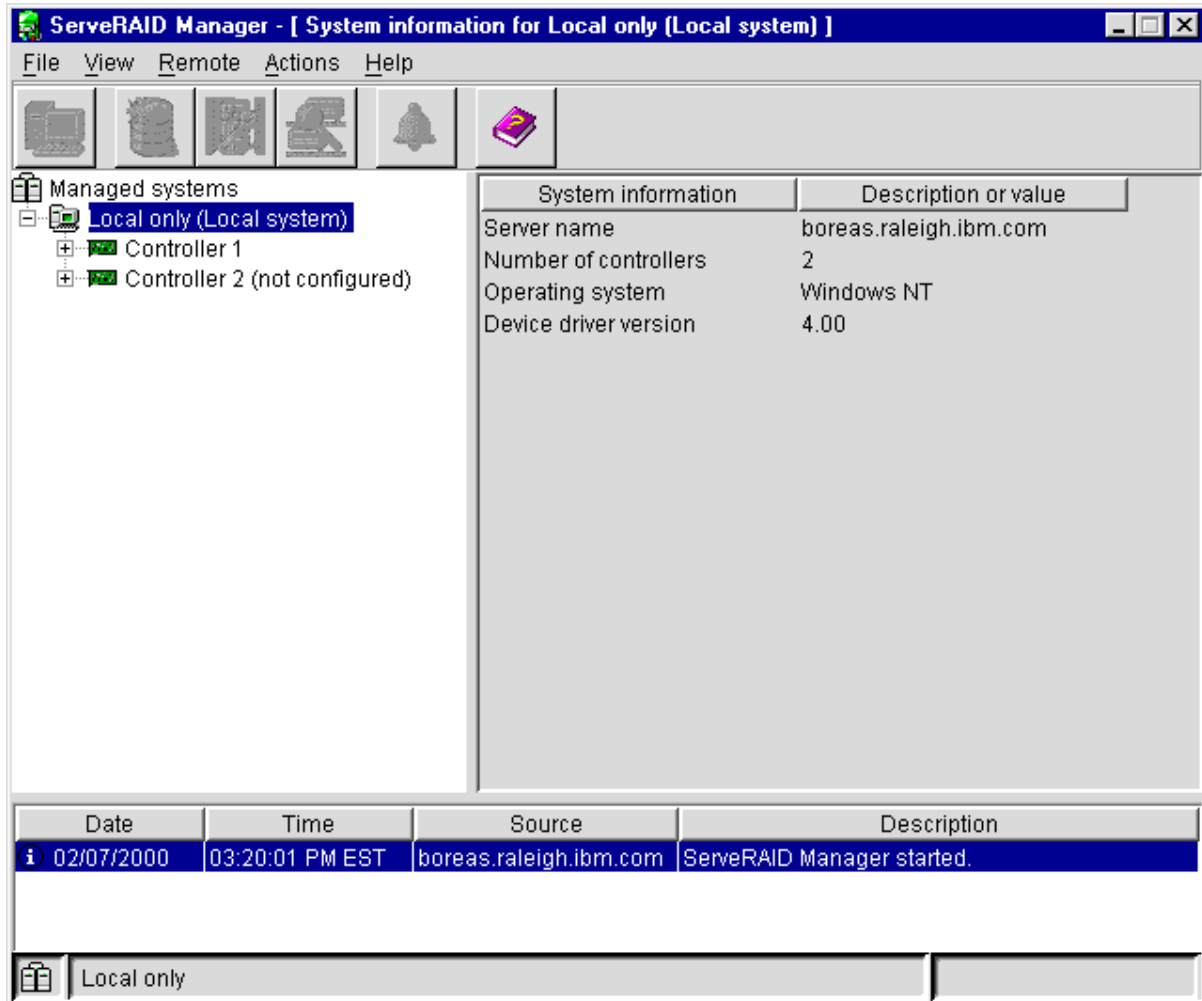 ServeRAID Manager - [ System information for Local only (Local system) ]
File View Remote Actions Help
Managed systems
Local only (Local system)
Controller 1
Controller 2 (not configured)
System information Description or value
Server name boreas.raleigh.ibm.com
Number of controllers 2
Operating system Windows NT
Device driver version 4.00
Date Time Source Description
02/07/2000 03:20:01 PM EST boreas.raleigh.ibm.com ServeRAID Manager started.
Local only